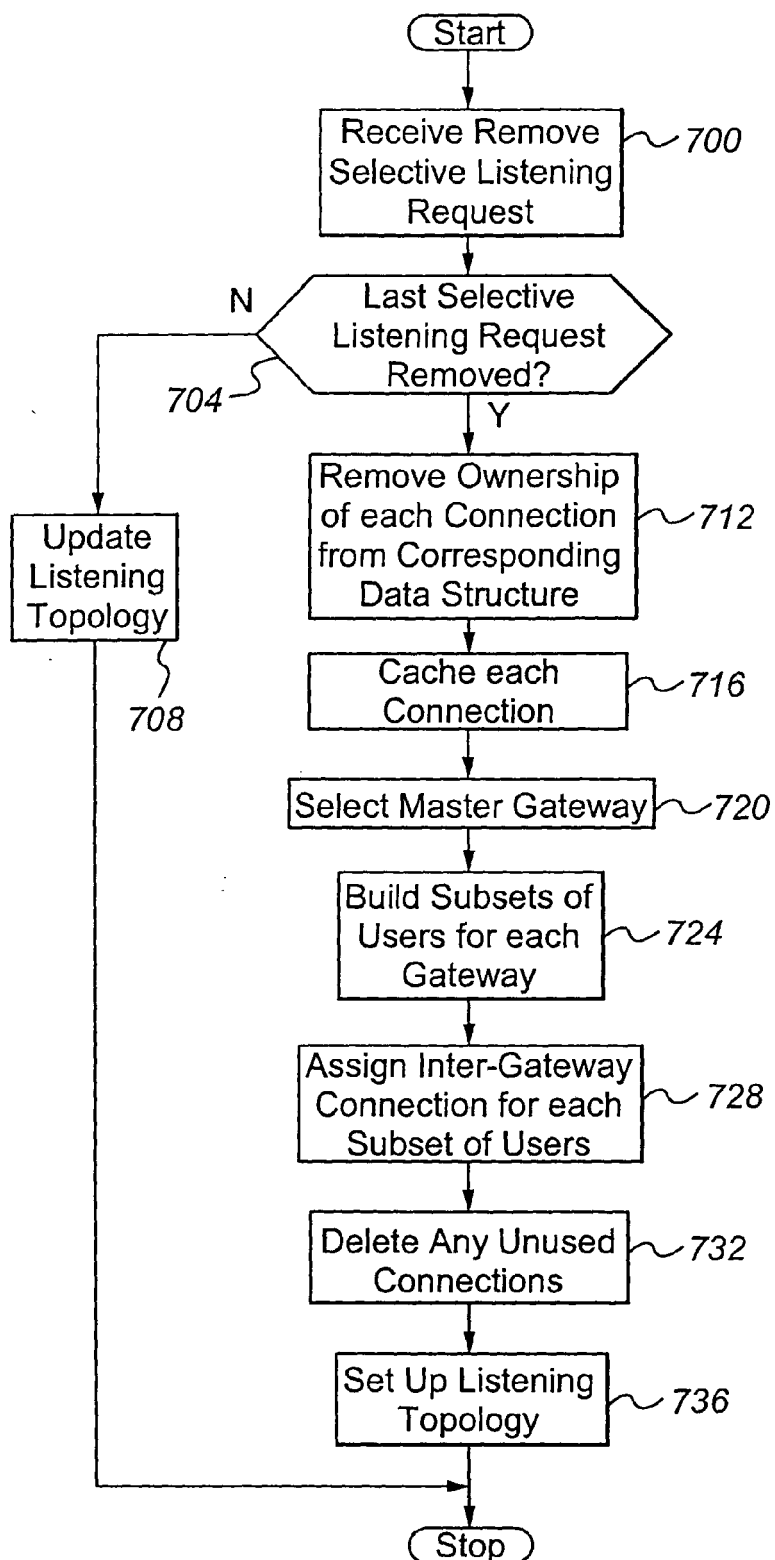 Start
Receive Remove
Selective Listening
Request
700
N
Last Selective
Listening Request
Removed?
704
Y
Remove Ownership
of each Connection
from Corresponding
Data Structure
712
Update
Listening
Topology
708
Cache each
Connection
716
Select Master Gateway
720
Build Subsets of
Users for each
Gateway
724
Assign Inter-Gateway
Connection for each
Subset of Users
728
Delete Any Unused
Connections
732
Set Up Listening
Topology
736
Stop